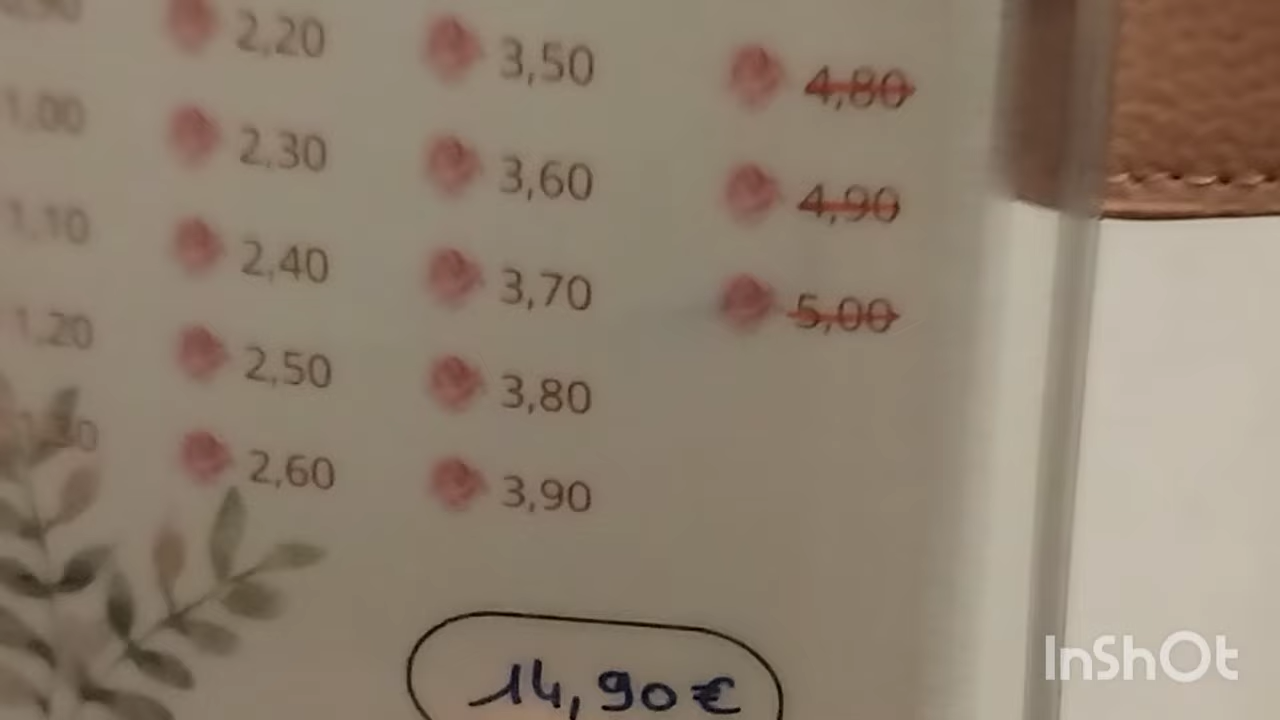 2,20 3,50 4,80
1,00 2,30 3,60 4,90
1,10 2,40 3,70 5,00
1,20 2,50 3,80
2,60 3,90
14,90€
InShOt